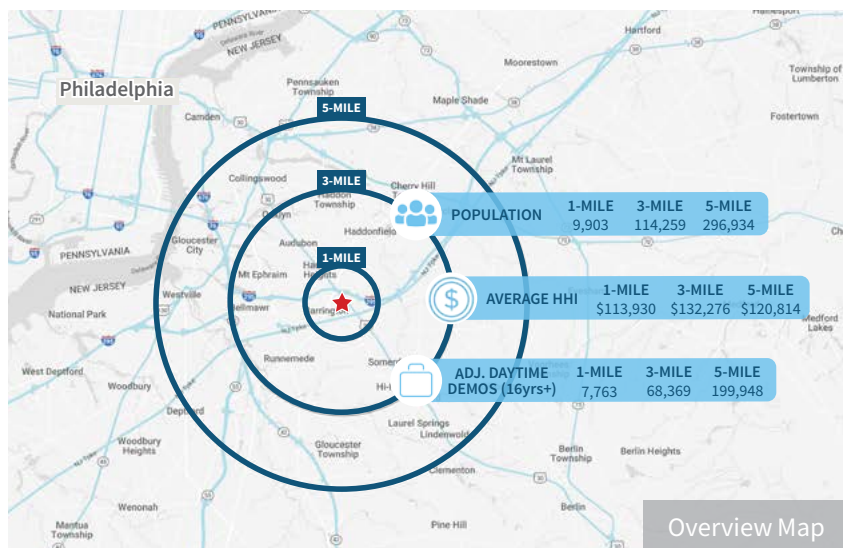 PENNSYLVANIA
NEW JERSEY
Hartford
Moorestown
Township of
Lumberton
Philadelphia
Pennsauken
Township
Maple Shade
Fostertown
5-MILE
Camden
Mt Laurel
Township
Collingswood
3-MILE
Cherry Hill
Haddon
Township
POPULATION
1-MILE 3-MILE 5-MILE
9,903 114,259 296,934
Haddonfield
Gloucester
City
Audubon
PENNSYLVANIA
1-MILE
NEW JERSEY
Mt Ephraim
Heights
Westville
AVERAGE HHI
1-MILE 3-MILE 5-MILE
$113,930 $132,276 $120,814
$
National Park
Medford
Lakes
Runnemede
West Deptford
Woodbury
ADJ. DAYTIME
DEMOS (16yrs+)
1-MILE 3-MILE 5-MILE
7,763 68,369 199,948
Deptford
Laurel Springs
Lindenwold
Woodbury
Heights
Gloucester
Township
Berlin
Township
Berlin Heights
Clementon
Wenonah
Berlin
Mantua
Township
Pine Hill
Overview Map